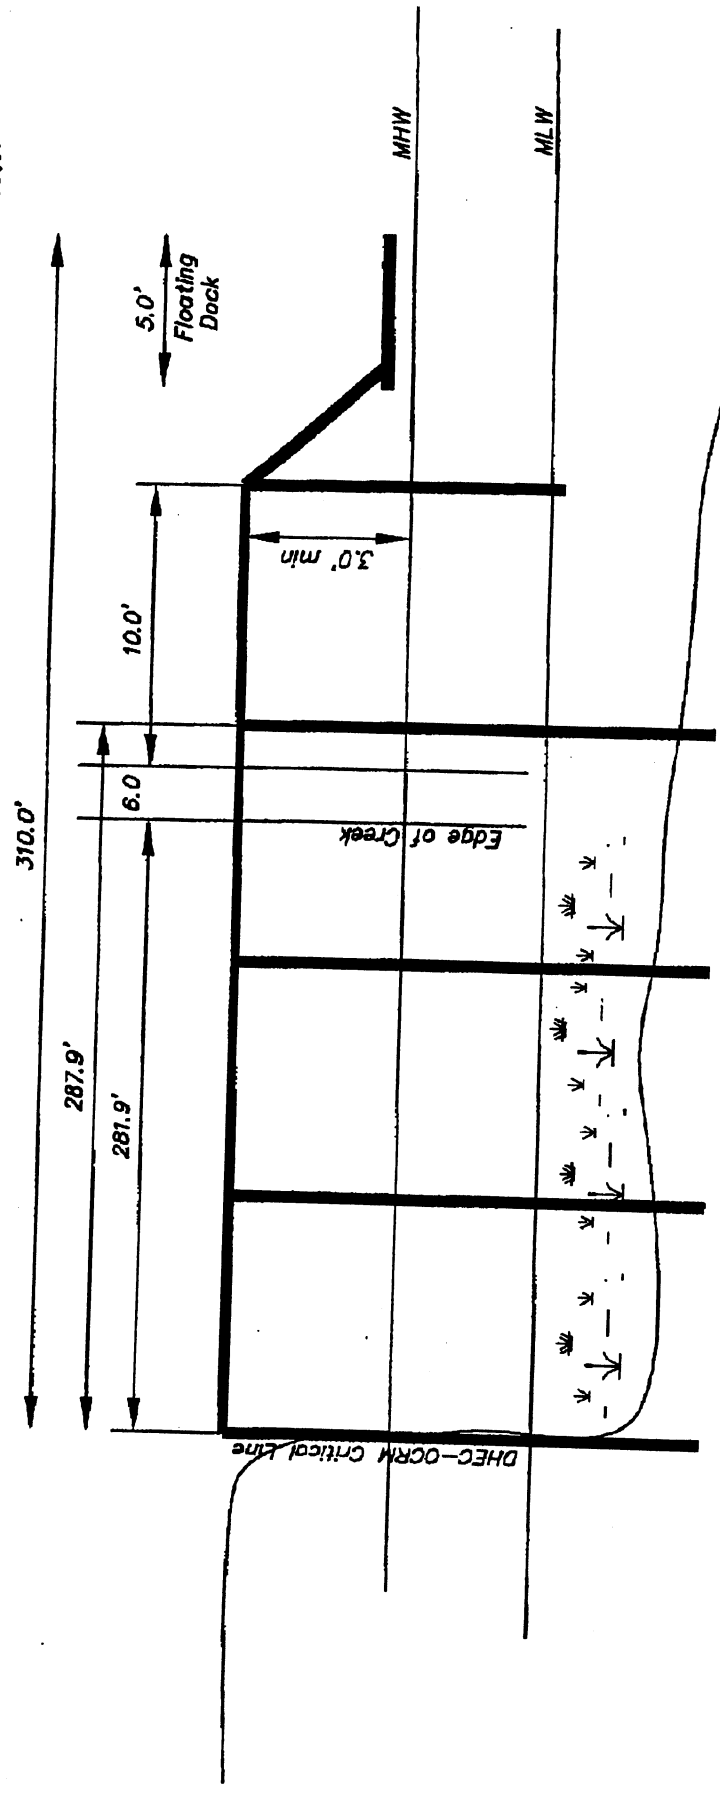 310.0'
287.9'
281.9'
6.0
10.0'
5.0'
Floating
Dock
3.0' min
MHW
MLW
Edge of Creek
DHEC-OCRM Critical Line